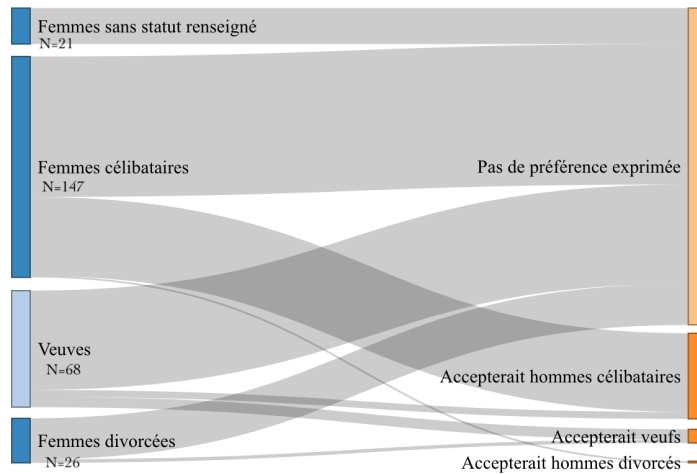 Femmes sans statut renseigné
N=21
Femmes célibataires
N=147
Pas de préférence exprimée
Veuves
N=68
Accepterait hommes célibataires
Femmes divorcées
N=26
Accepterait veufs
Accepterait hommes divorcés